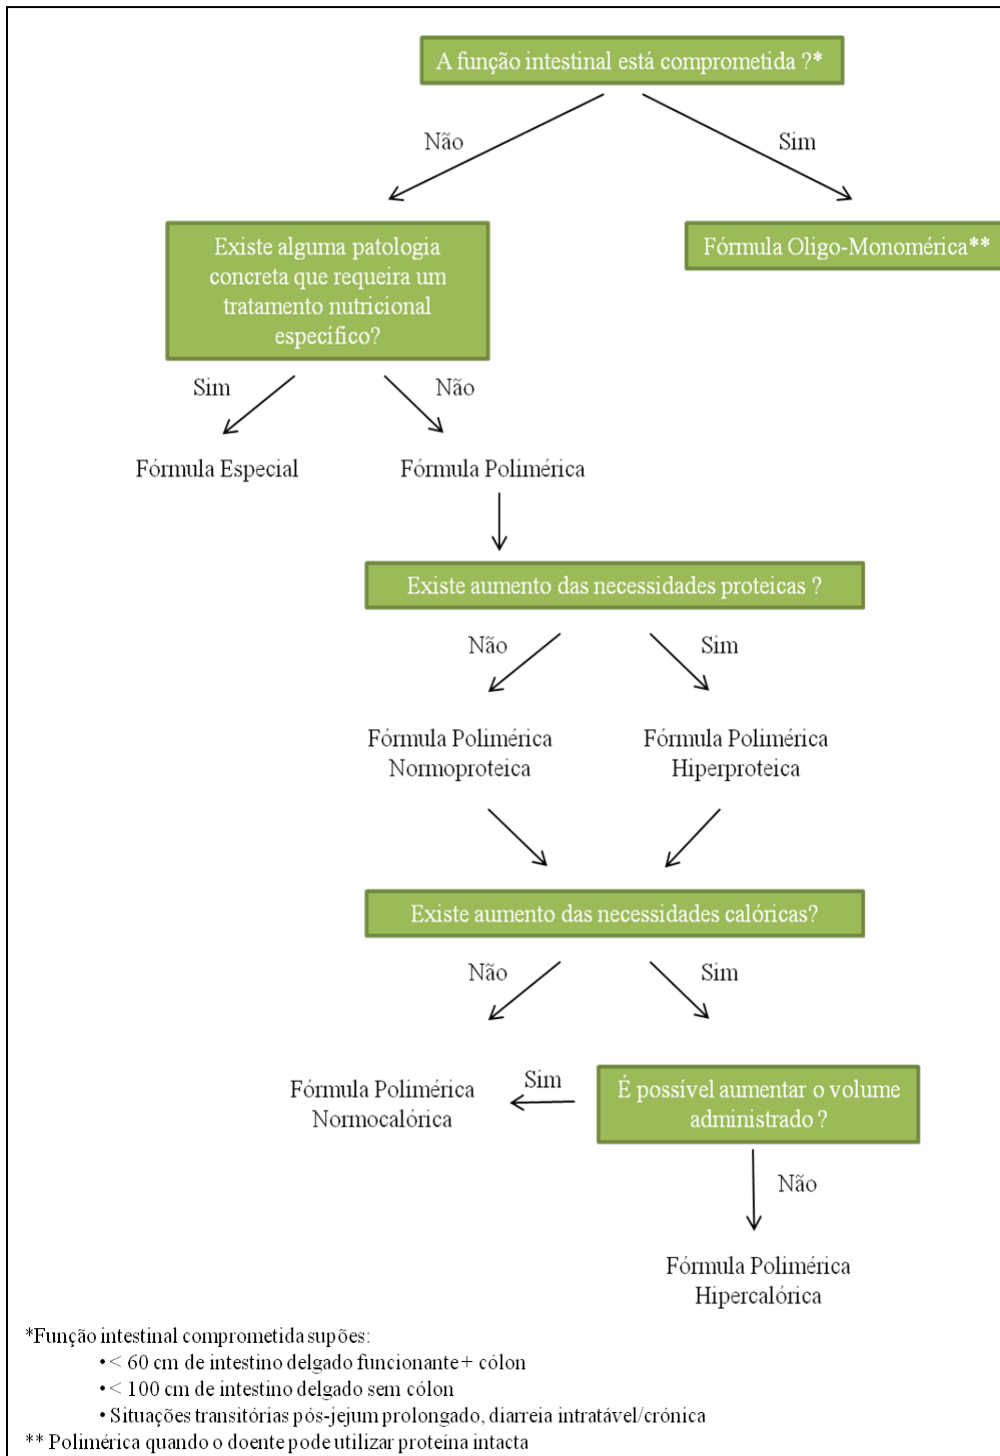 A função intestinal está comprometida ?*
Não
Sim
Existe alguma patologia
concreta que requeira um
tratamento nutricional
específico?
Fórmula Oligo-Monomérica**
Sim
Não
Fórmula Especial
Fórmula Polimérica
Existe aumento das necessidades proteicas ?
Não
Sim
Fórmula Polimérica
Normoproteica
Fórmula Polimérica
Hiperproteica
Existe aumento das necessidades calóricas?
Não
Sim
Fórmula Polimérica
Normocalórica
Sim
É possível aumentar o volume
administrado ?
Não
Fórmula Polimérica
Hipercalórica
*Função intestinal comprometida supões:
• < 60 cm de intestino delgado funcionante + cólon
• < 100 cm de intestino delgado sem cólon
• Situações transitórias pós-jejum prolongado, diarreia intratável/crónica
** Polimérica quando o doente pode utilizar proteína intacta